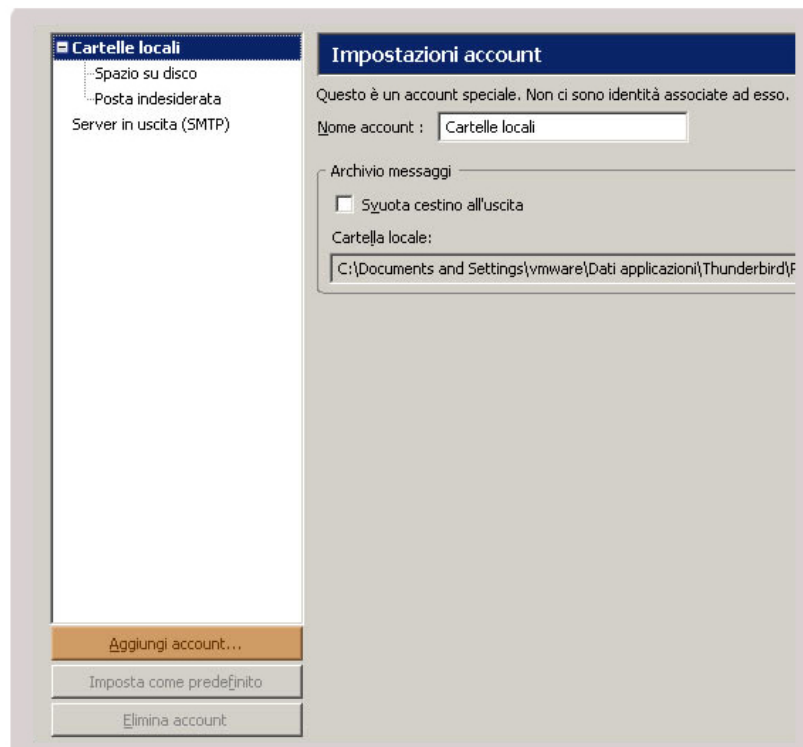 Cartelle locali
Spazio su disco
Posta indesiderata
Server in uscita (SMTP)
Aggiungi account...
Imposta come predefinito
Elimina account
Impostazioni account
Questo è un account speciale. Non ci sono identità associate ad esso.
Nome account : Cartelle locali
Archivio messaggi
Svuota cestino all'uscita
Cartella locale:
C:\Documents and Settings\vmware\Dati applicazioni\Thunderbird\